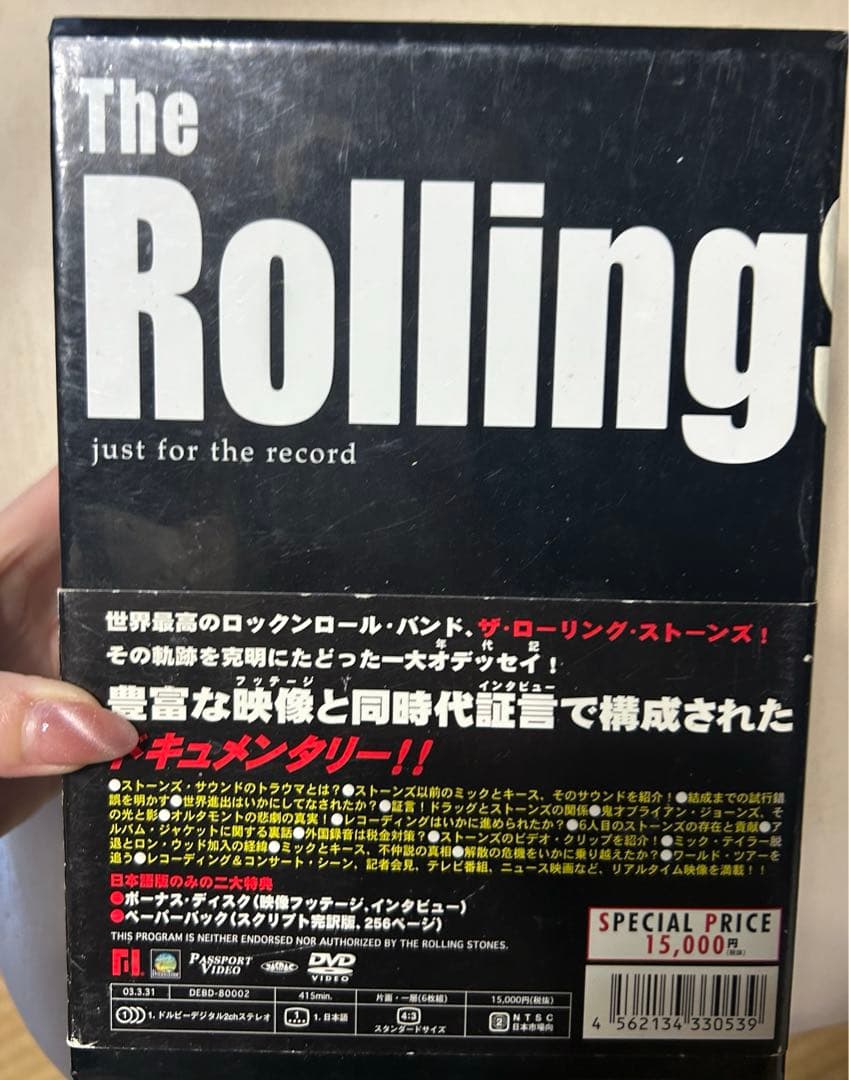 The
Rolling
just for the record
世界最高のロックンロール・バンド、ザ・ローリング・ストーンズ！
年代記
その軌跡を克明にたどった一大オデッセイ！
フッテージ インタビュー
豊富な映像と同時代証言で構成された
ドキュメンタリー!!
●ストーンズ・サウンドのトラウマとは？●ストーンズ以前のミックとキース、そのサウンドを紹介！●結成までの試行錯
誤を明かす●世界進出はいかにしてなされたか？●証言！ドラッグとストーンズの関係●鬼才ブライアン・ジョーンズ、そ
の光と影●オルタモントの悲劇の真実！●レコーディングはいかに進められたか？●6人目のストーンズの存在と貢献●ア
ルバム・ジャケットに関する裏話●外国録音は税金対策？●ストーンズのビデオ・クリップを紹介！●ミック・テイラー脱
退とロン・ウッド加入の経緯●ミックとキース、不仲説の真相●解散の危機をいかに乗り越えたか？●ワールド・ツアーを
追う●レコーディング＆コンサート・シーン、記者会見、テレビ番組、ニュース映画など、リアルタイム映像を満載！！
日本語版のみの二大特典
●ボーナス・ディスク（映像フッテージ、インタビュー）
●ペーパーバック（スクリプト完訳版、256ページ）
THIS PROGRAM IS NEITHER ENDORSED NOR AUTHORIZED BY THE ROLLING STONES.
PASSPORT VIDEO
DVD VIDEO
SPECIAL PRICE
15,000円(税抜)
03.3.31 DEBD-80002 415min. 片面・一層(6枚組) 15,000円(税抜)
1. ドルビーデジタル2chステレオ 1. 日本語 4:3 スタンダードサイズ 2 NTSC 日本市場向
4 562134 330539